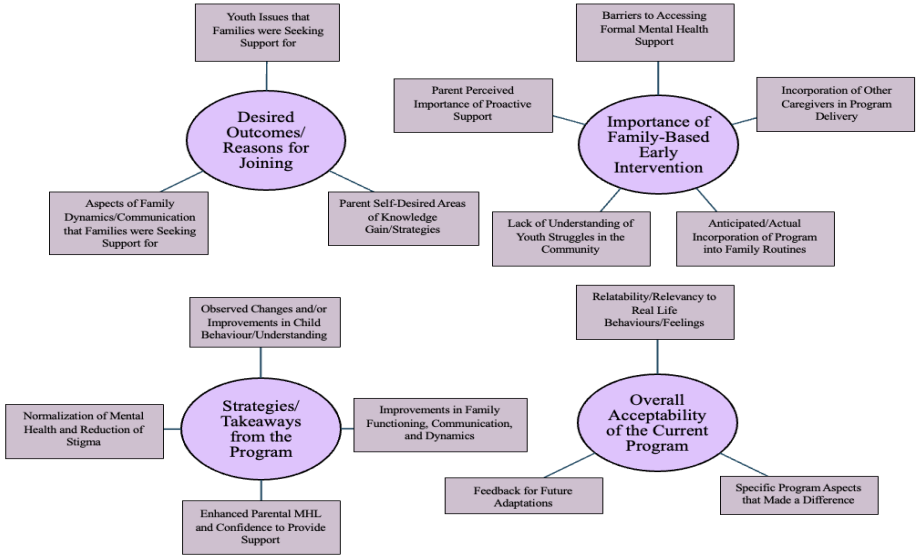 Youth Issues that
Families were Seeking
Support for
Desired
Outcomes/
Reasons for
Joining
Aspects of Family
Dynamics/Communication
that Families were Seeking
Support for
Parent Self-Desired Areas
of Knowledge
Gain/Strategies
Barriers to Accessing
Formal Mental Health
Support
Parent Perceived
Importance of Proactive
Support
Incorporation of Other
Caregivers in Program
Delivery
Importance of
Family-Based
Early
Intervention
Lack of Understanding of
Youth Struggles in the
Community
Anticipated/Actual
Incorporation of Program
into Family Routines
Observed Changes and/or
Improvements in Child
Behaviour/Understanding
Normalization of Mental
Health and Reduction of
Stigma
Strategies/
Takeaways
from the
Program
Improvements in Family
Functioning, Communication,
and Dynamics
Enhanced Parental MHL
and Confidence to Provide
Support
Relatability/Relevancy to
Real Life
Behaviours/Feelings
Overall
Acceptability
of the Current
Program
Feedback for Future
Adaptations
Specific Program Aspects
that Made a Difference